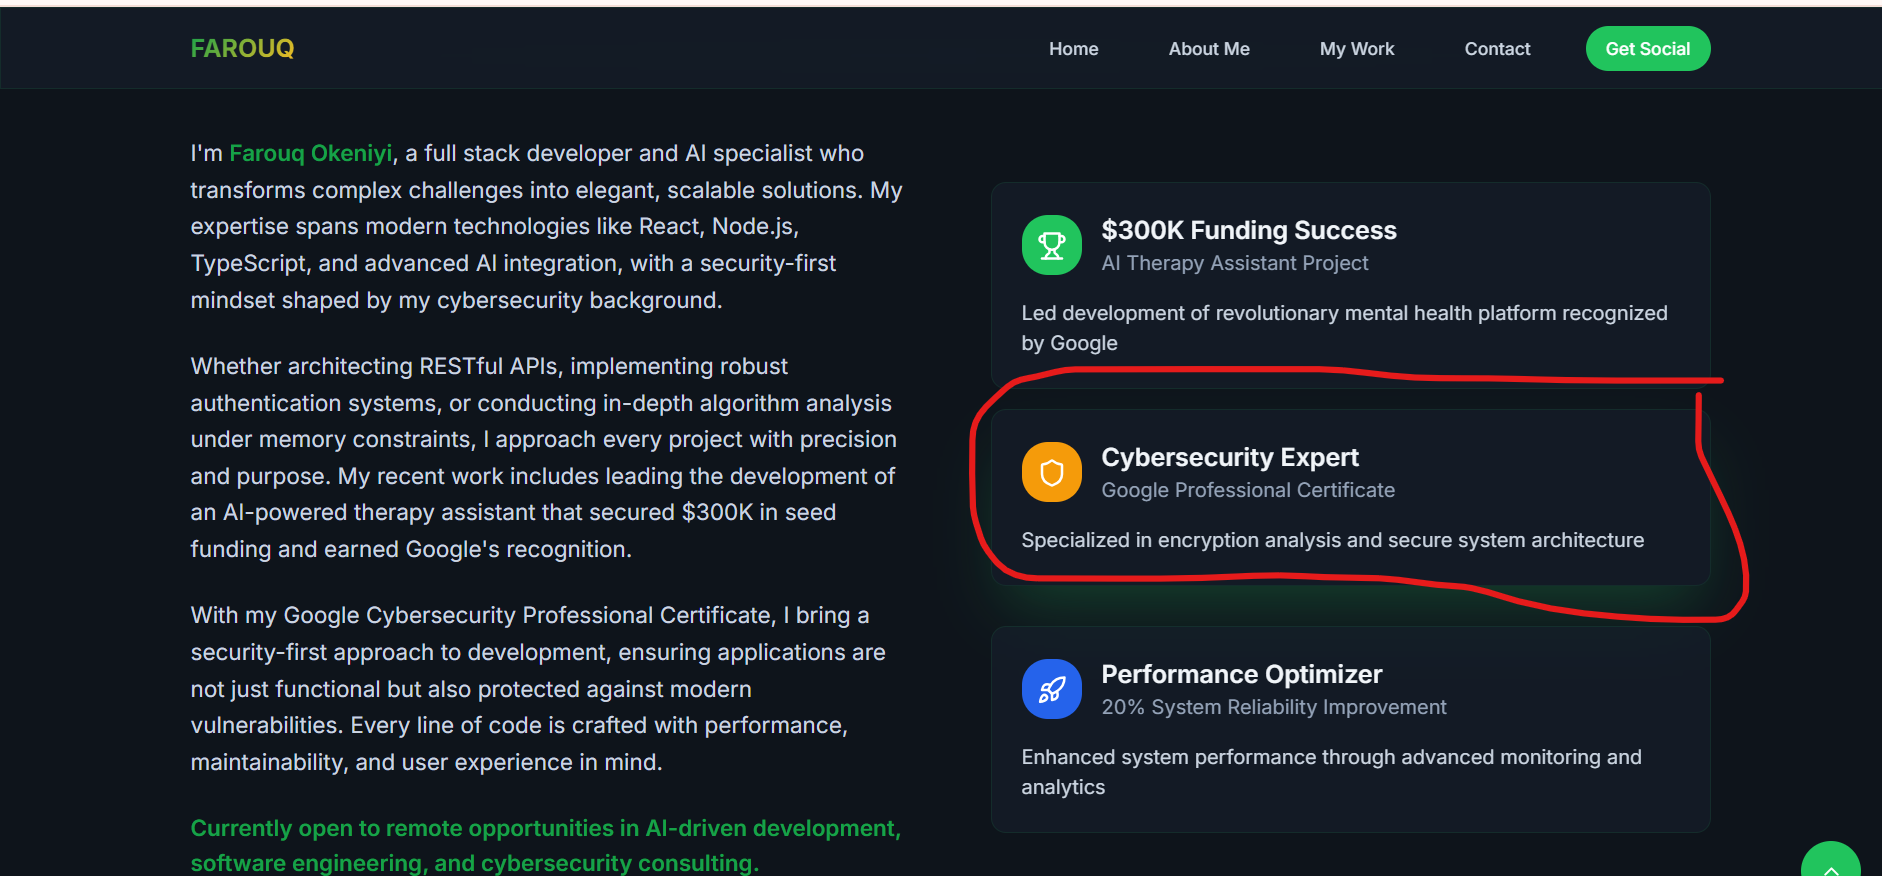 FAROUQ
Home
About Me
My Work
Contact
Get Social
I'm Farouq Okeniyi, a full stack developer and AI specialist who
transforms complex challenges into elegant, scalable solutions. My
expertise spans modern technologies like React, Node.js,
TypeScript, and advanced AI integration, with a security-first
mindset shaped by my cybersecurity background.
Whether architecting RESTful APIs, implementing robust
authentication systems, or conducting in-depth algorithm analysis
under memory constraints, I approach every project with precision
and purpose. My recent work includes leading the development of
an AI-powered therapy assistant that secured $300K in seed
funding and earned Google's recognition.
With my Google Cybersecurity Professional Certificate, I bring a
security-first approach to development, ensuring applications are
not just functional but also protected against modern
vulnerabilities. Every line of code is crafted with performance,
maintainability, and user experience in mind.
Currently open to remote opportunities in AI-driven development,
software engineering, and cybersecurity consulting.
$300K Funding Success
AI Therapy Assistant Project
Led development of revolutionary mental health platform recognized
by Google
Cybersecurity Expert
Google Professional Certificate
Specialized in encryption analysis and secure system architecture
Performance Optimizer
20% System Reliability Improvement
Enhanced system performance through advanced monitoring and
analytics